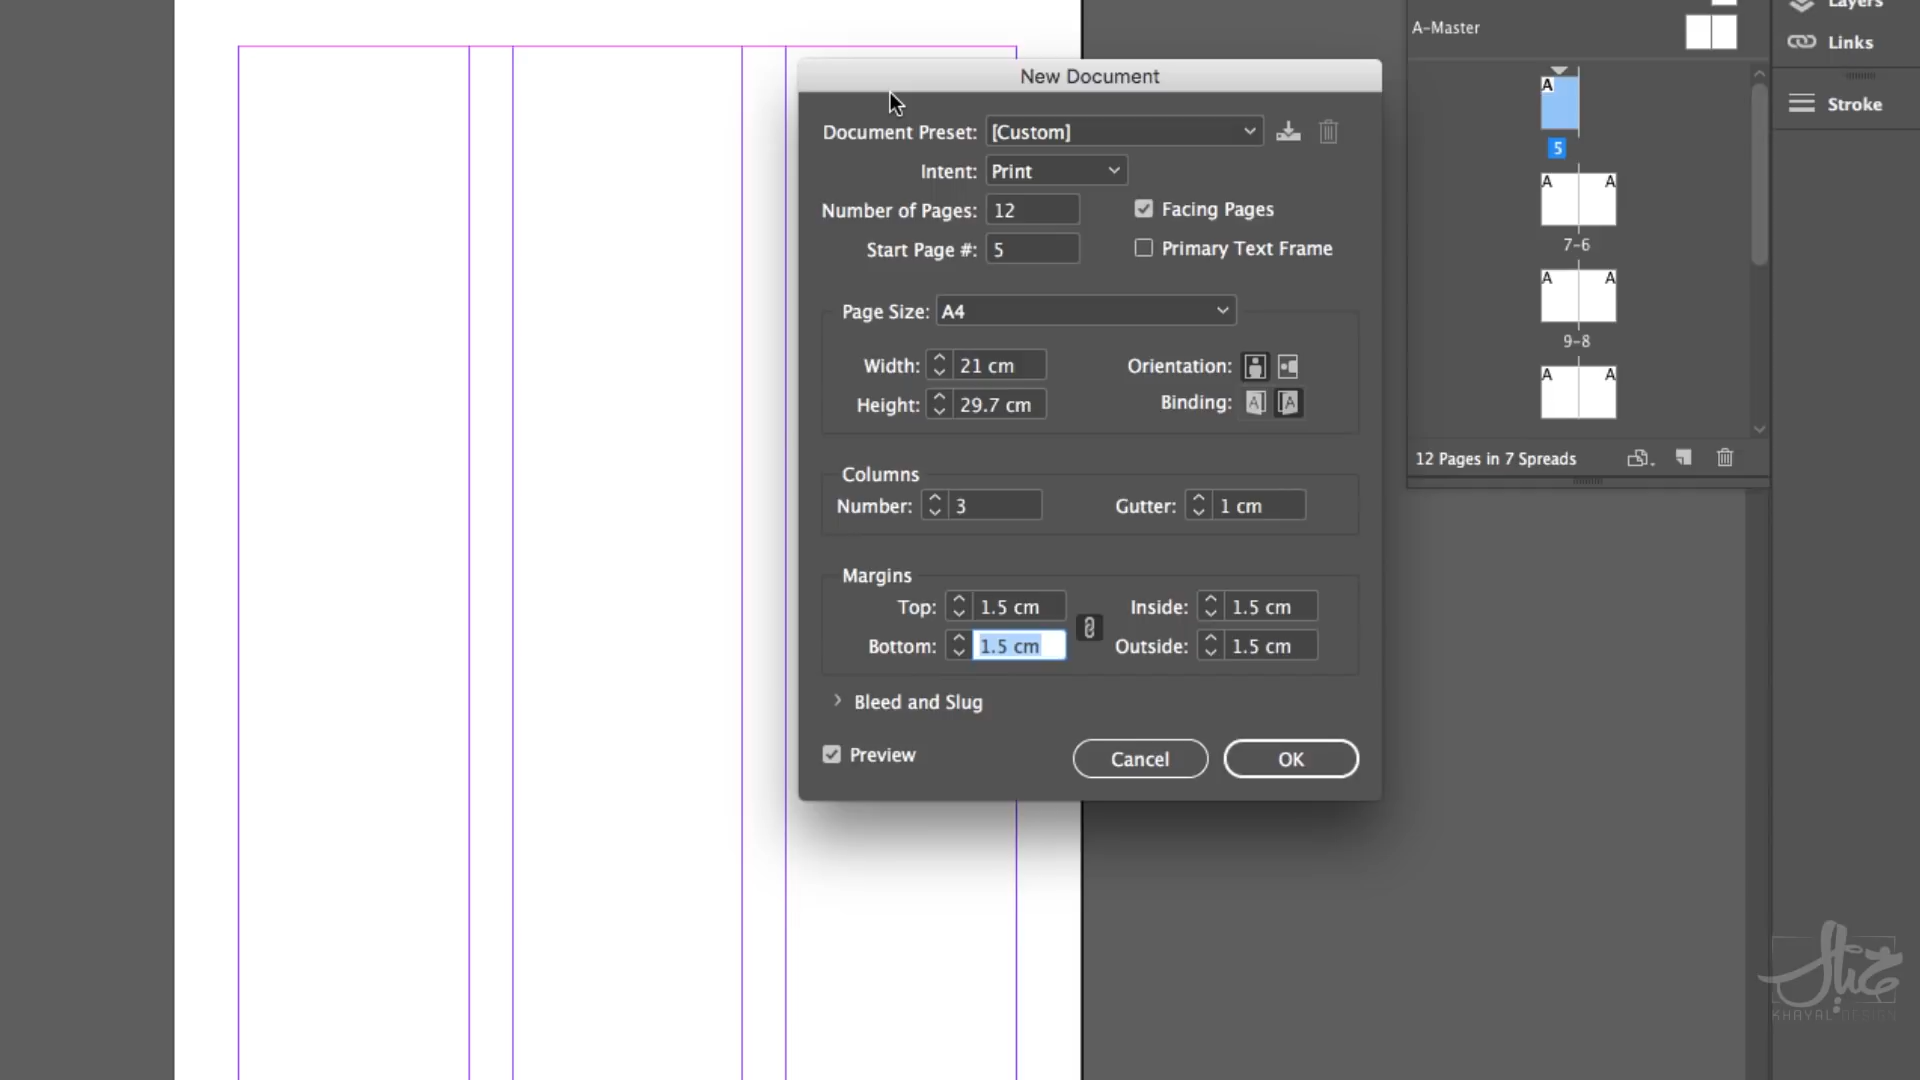 New Document
Document Preset: [Custom]
Intent: Print
Number of Pages: 12
Facing Pages
Start Page #: 5
Primary Text Frame
Page Size: A4
Width: 21 cm
Orientation:
Height: 29.7 cm
Binding: A A
Columns
Number: 3
Gutter: 1 cm
Margins
Top: 1.5 cm
Inside: 1.5 cm
Bottom: 1.5 cm
Outside: 1.5 cm
Bleed and Slug
Preview
Cancel
OK
A-Master
A
5
A A
7-6
A A
9-8
A A
12 Pages in 7 Spreads
Layers
Links
Stroke
خيال
KHAYAL DESIGN